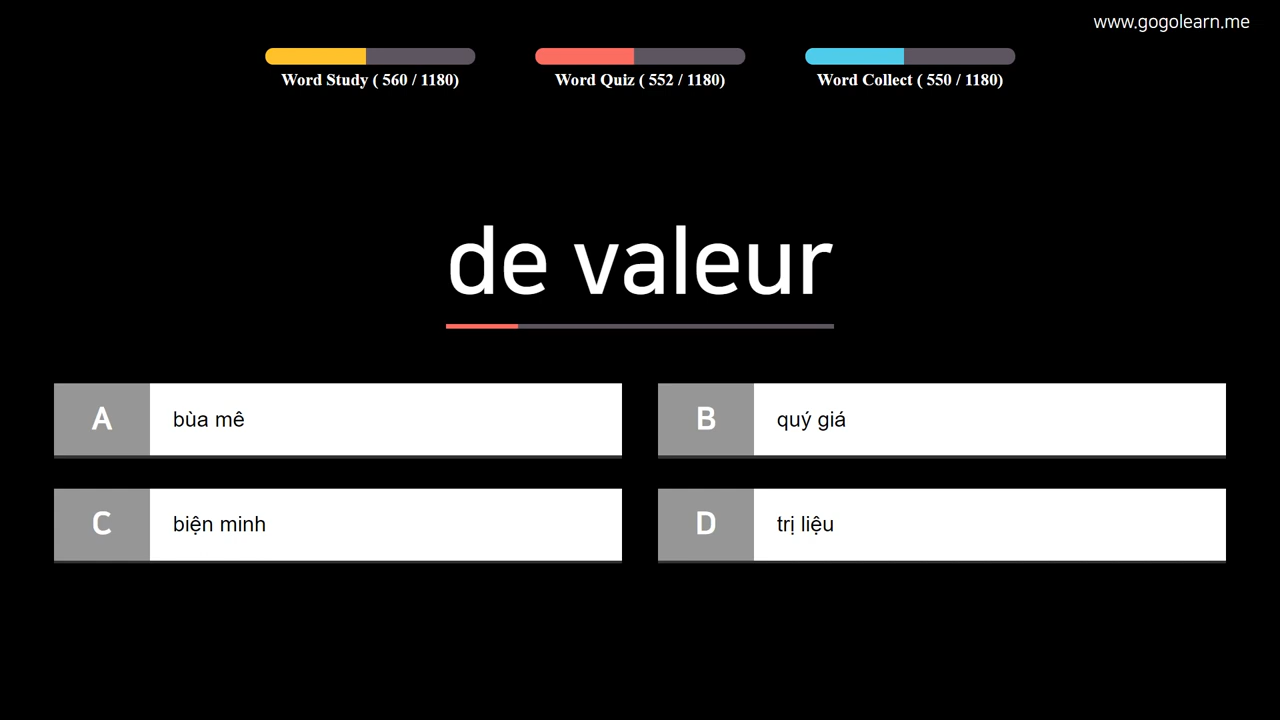 www.gogolearn.me
Word Study ( 560 / 1180)
Word Quiz ( 552 / 1180)
Word Collect ( 550 / 1180)
de valeur
A bùa mê
B quý giá
C biện minh
D trị liệu